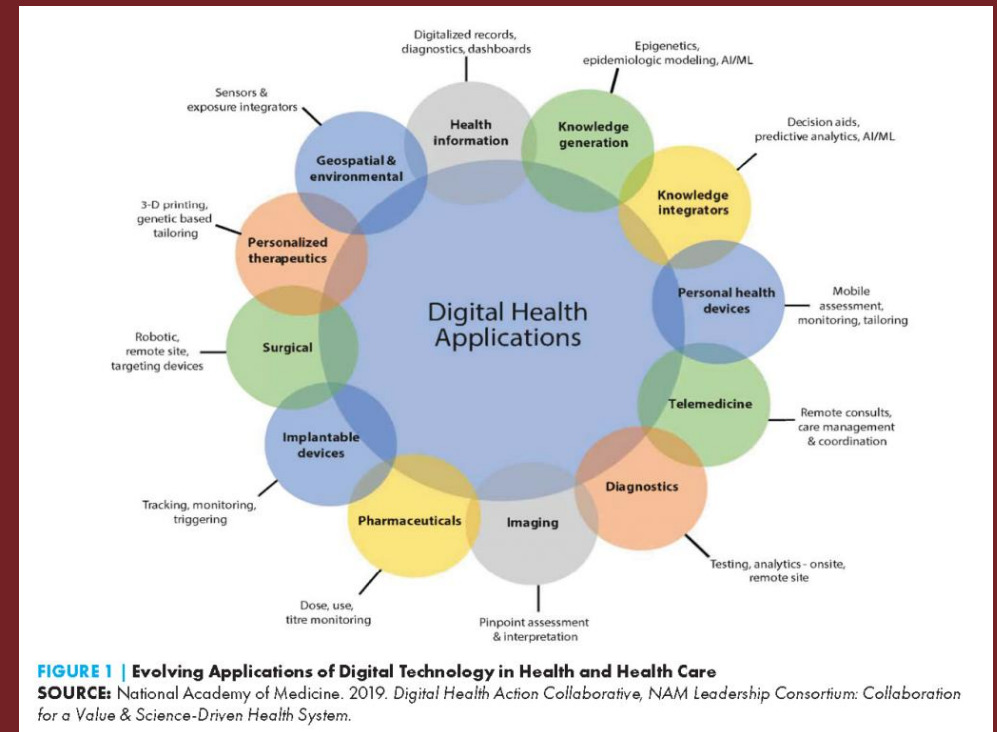 Digitalized records,
diagnostics, dashboards
Epigenetics,
epidemiologic modeling, AI/ML
Sensors &
exposure integrators
Health
information
Knowledge
generation
Decision aids,
predictive analytics, AI/ML
Geospatial &
environmental
Knowledge
integrators
3-D printing,
genetic based
tailoring
Personalized
therapeutics
Personal health
devices
Mobile
assessment,
monitoring, tailoring
Digital Health
Applications
Robotic,
remote site,
targeting devices
Surgical
Telemedicine
Remote consults,
care management
& coordination
Implantable
devices
Diagnostics
Tracking, monitoring,
triggering
Pharmaceuticals
Imaging
Testing, analytics - onsite,
remote site
Dose, use,
titre monitoring
Pinpoint assessment
& interpretation
FIGURE 1 | Evolving Applications of Digital Technology in Health and Health Care
SOURCE: National Academy of Medicine. 2019. Digital Health Action Collaborative, NAM Leadership Consortium: Collaboration
for a Value & Science-Driven Health System.